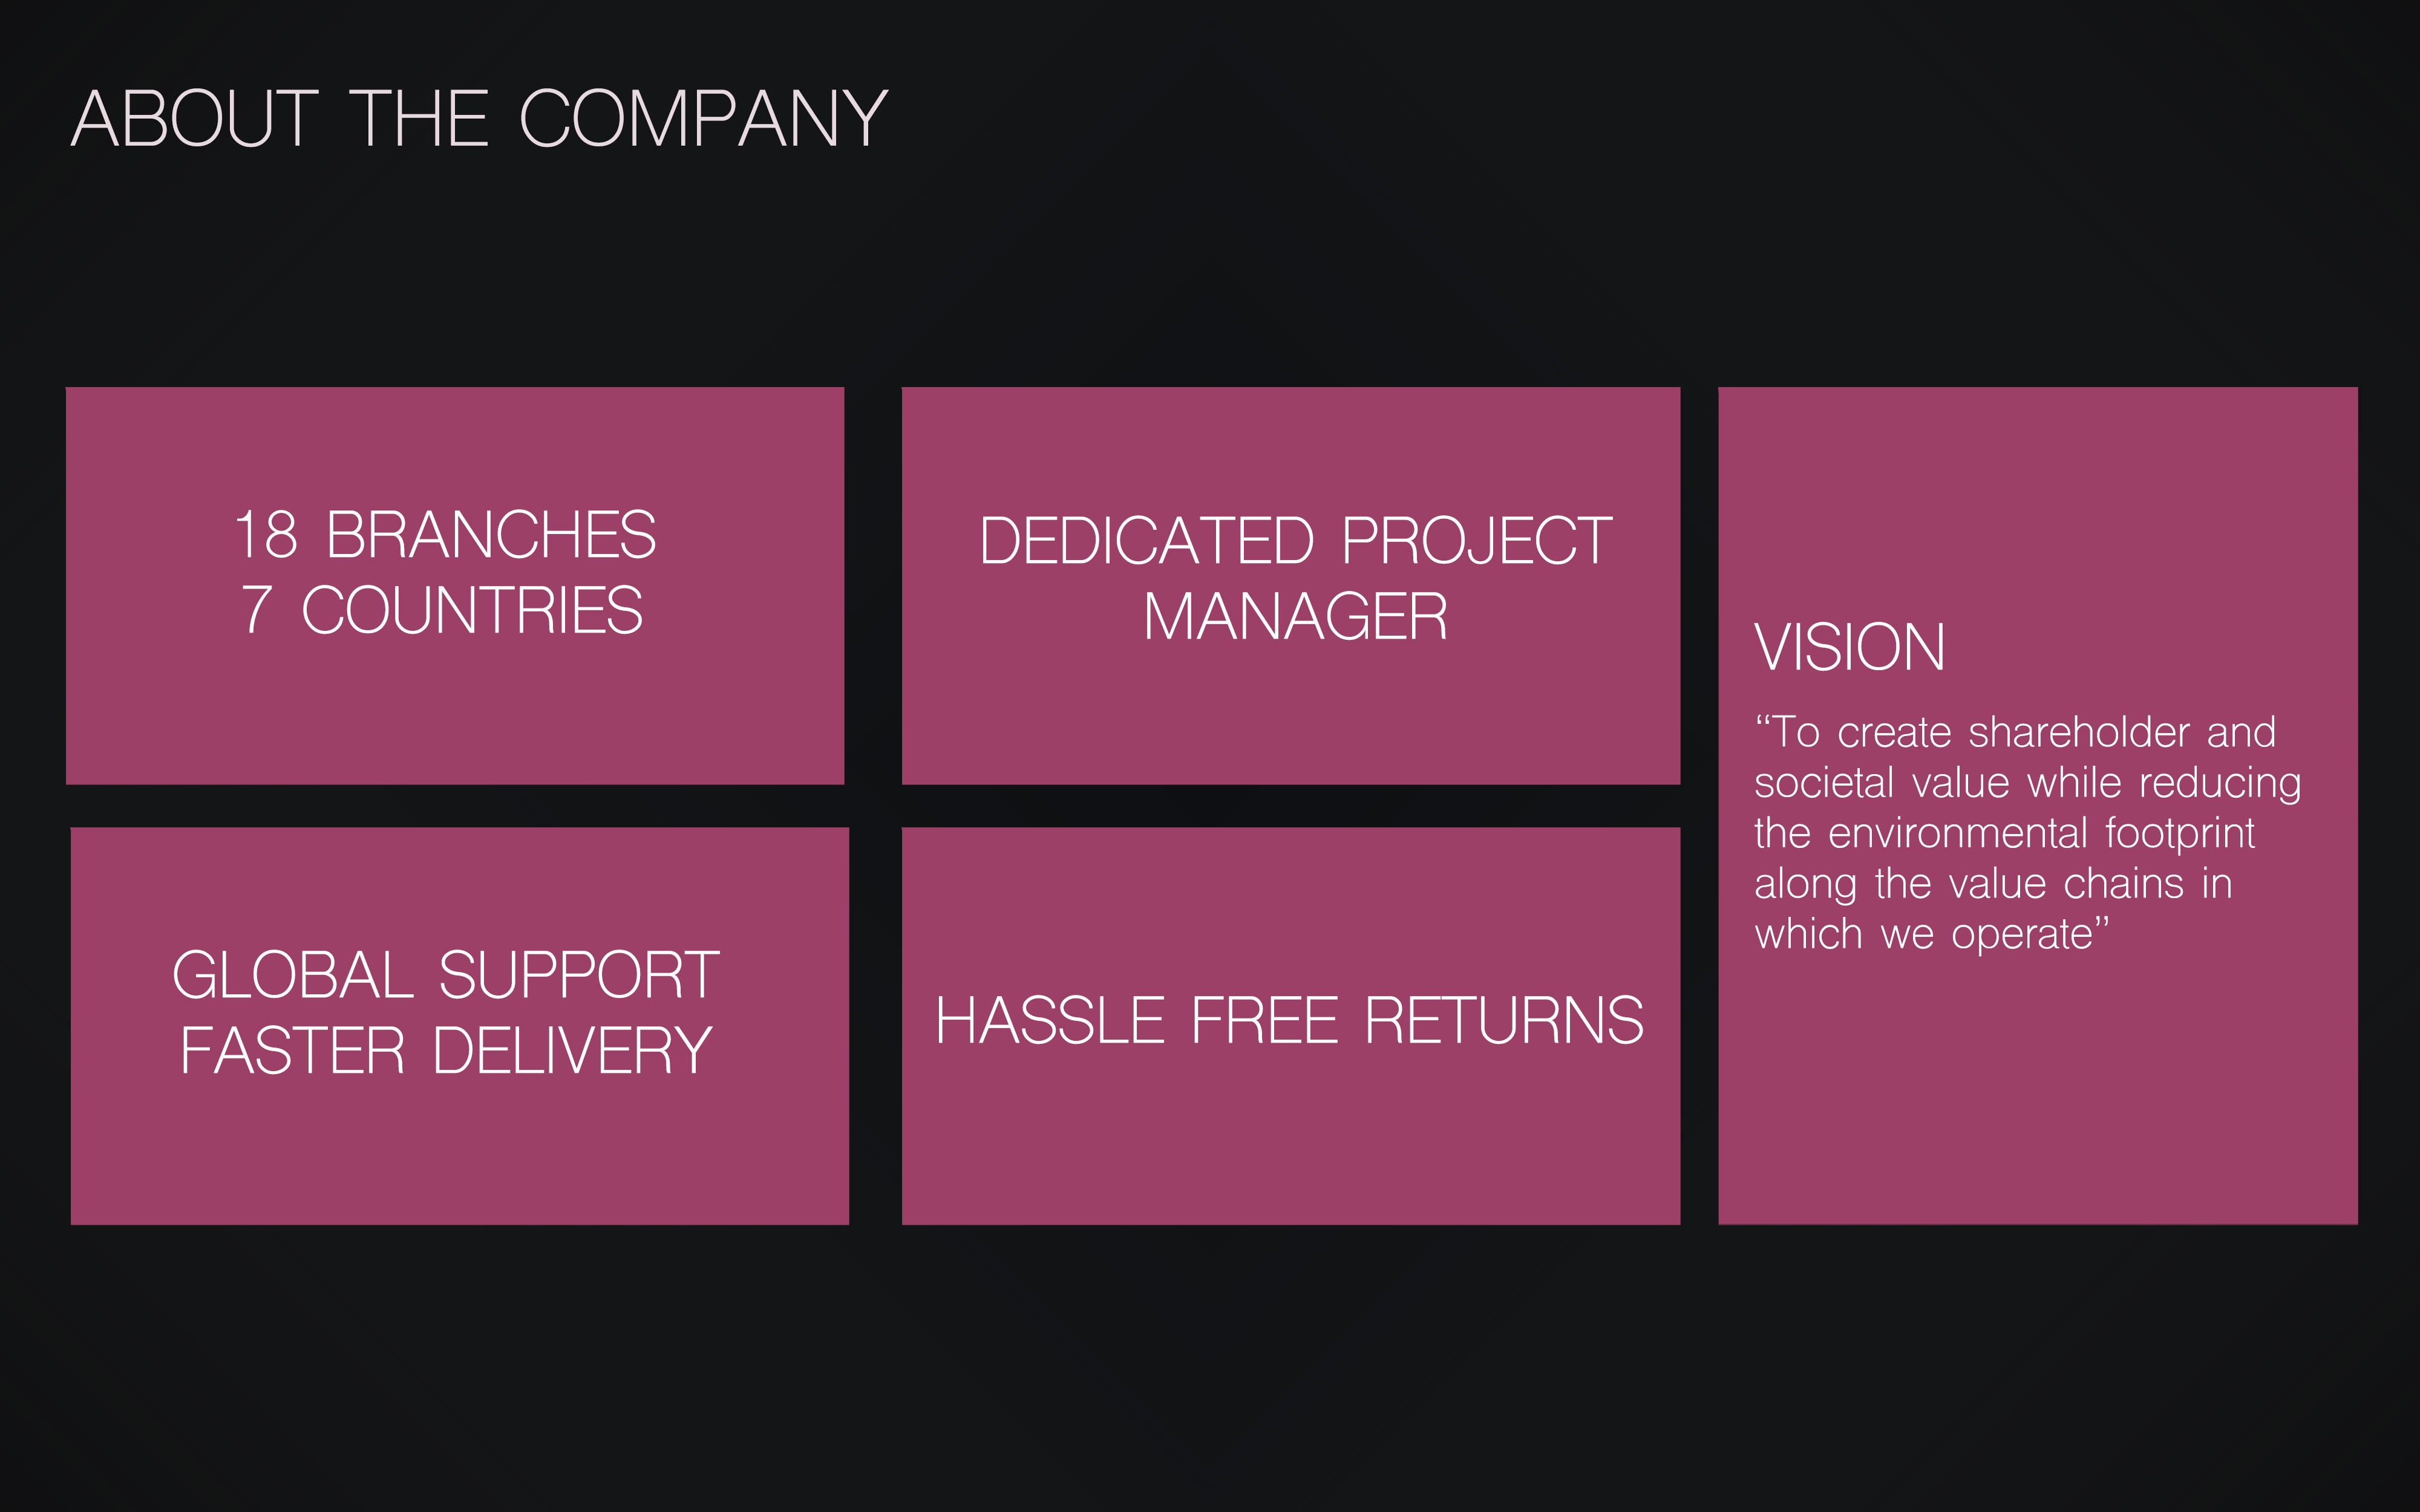 ABOUT THE COMPANY
18 BRANCHES
7 COUNTRIES
DEDICATED PROJECT
MANAGER
GLOBAL SUPPORT
FASTER DELIVERY
HASSLE FREE RETURNS
VISION
“To create shareholder and
societal value while reducing
the environmental footprint
along the value chains in
which we operate”